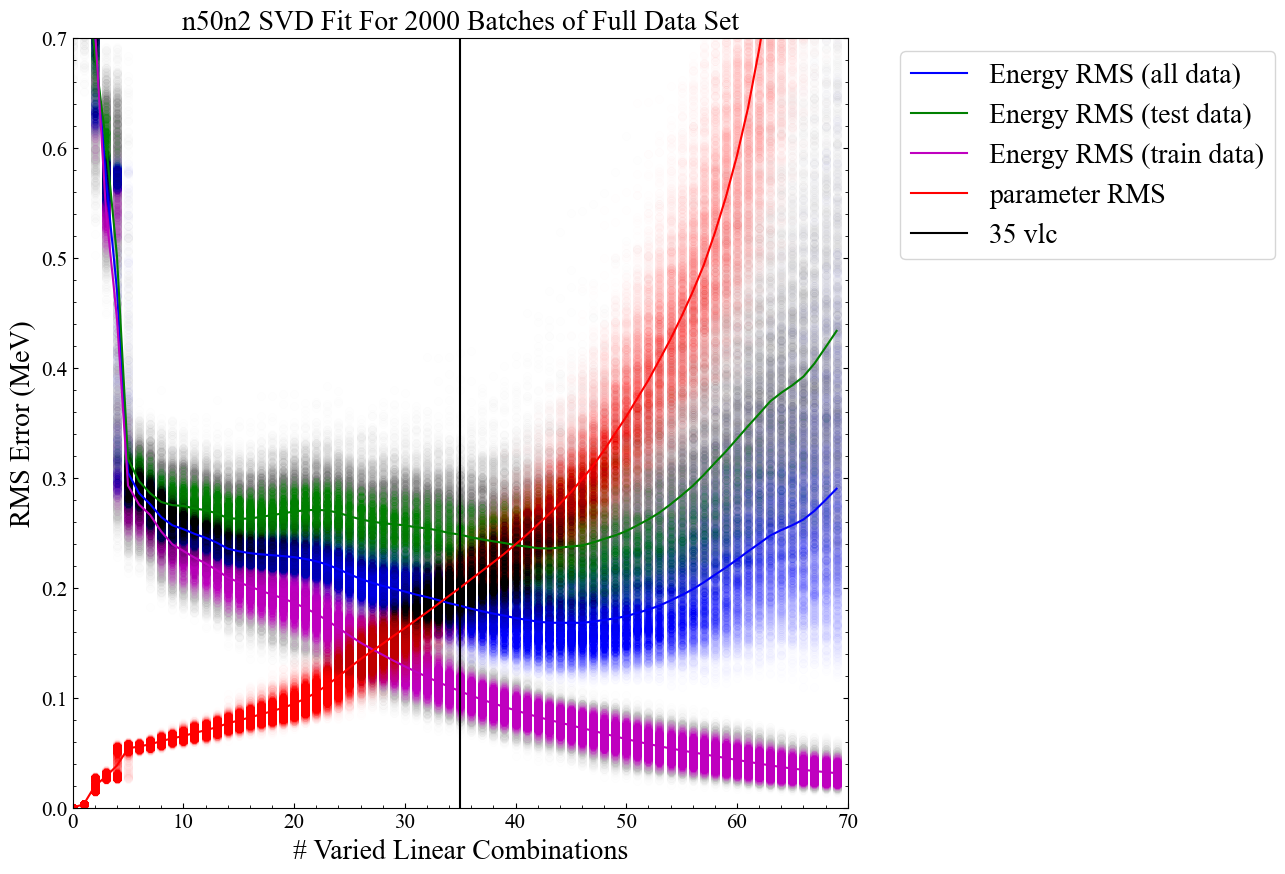 n50n2 SVD Fit For 2000 Batches of Full Data Set
0.7
0.6
0.5
0.4
0.3
0.2
0.1
0.0
RMS Error (MeV)
0 10 20 30 40 50 60 70
# Varied Linear Combinations
Energy RMS (all data)
Energy RMS (test data)
Energy RMS (train data)
parameter RMS
35 vlc